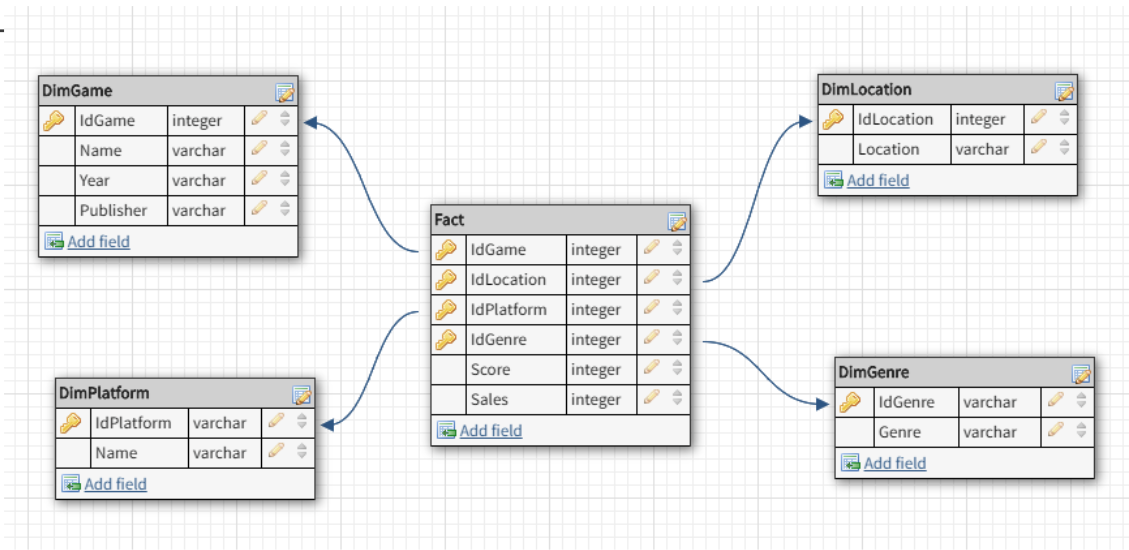 DimGame
IdGame integer
Name varchar
Year varchar
Publisher varchar
Add field
DimLocation
IdLocation integer
Location varchar
Add field
Fact
IdGame integer
IdLocation integer
IdPlatform integer
IdGenre integer
Score integer
Sales integer
Add field
DimPlatform
IdPlatform varchar
Name varchar
Add field
DimGenre
IdGenre varchar
Genre varchar
Add field